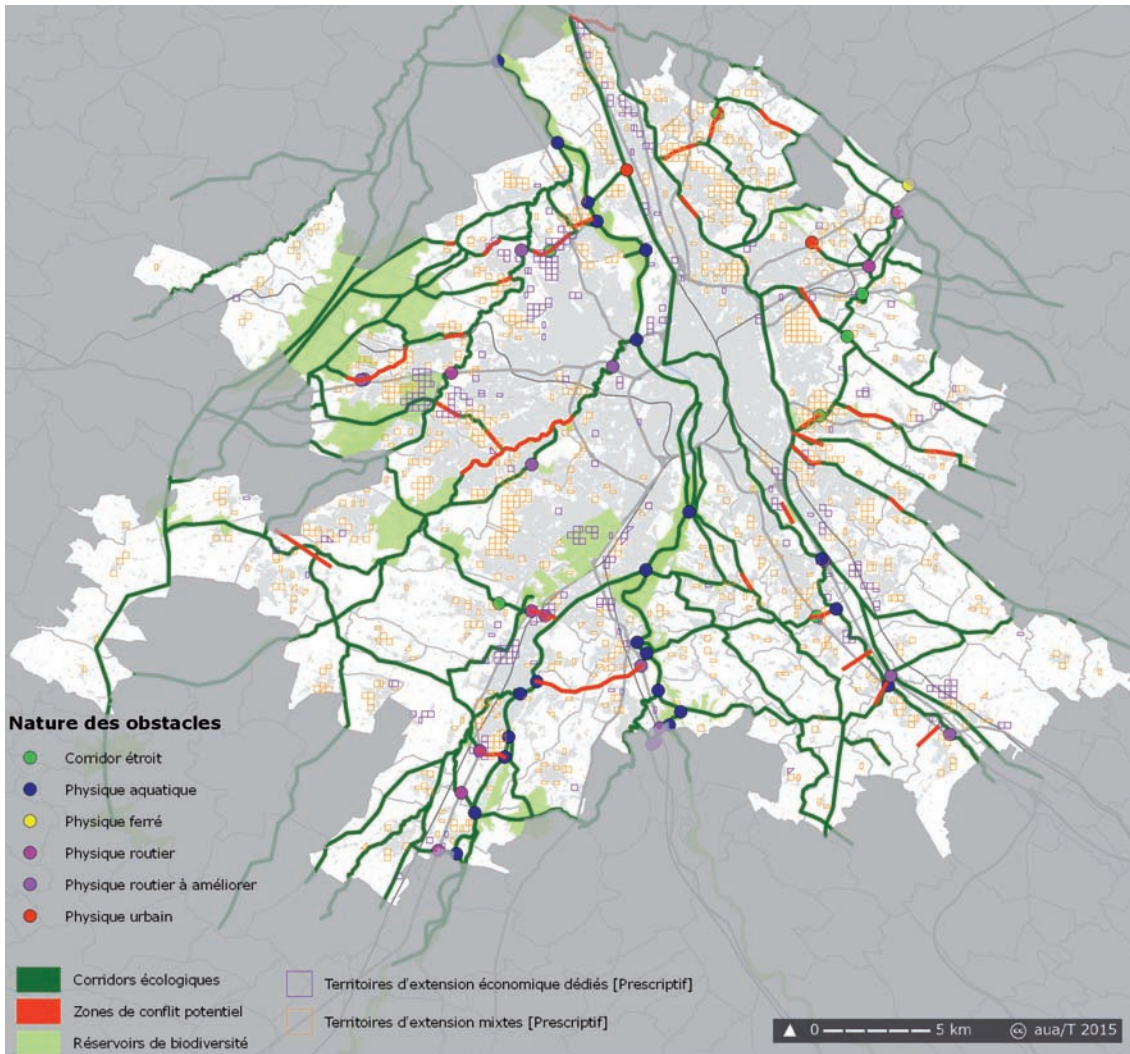 Nature des obstacles
Corridor étroit
Physique aquatique
Physique ferré
Physique routier
Physique routier à améliorer
Physique urbain
Corridors écologiques
Zones de conflit potentiel
Réservoirs de biodiversité
Territoires d'extension économique dédiés [Prescriptif]
Territoires d'extension mixtes [Prescriptif]
0 5 km cc aua/T 2015